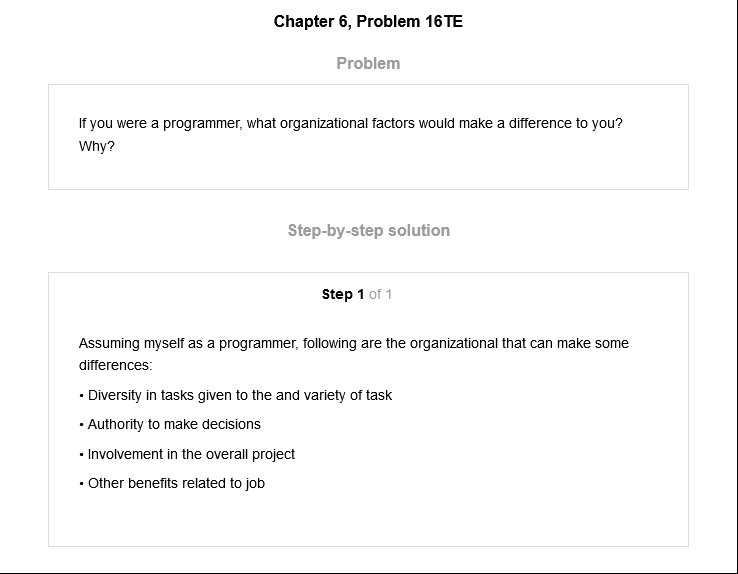 Chapter 6, Problem 16TE
Problem
If you were a programmer, what organizational factors would make a difference to you?
Why?
Step-by-step solution
Step 1 of 1
Assuming myself as a programmer, following are the organizational that can make some
differences:
• Diversity in tasks given to the and variety of task
• Authority to make decisions
• Involvement in the overall project
• Other benefits related to job